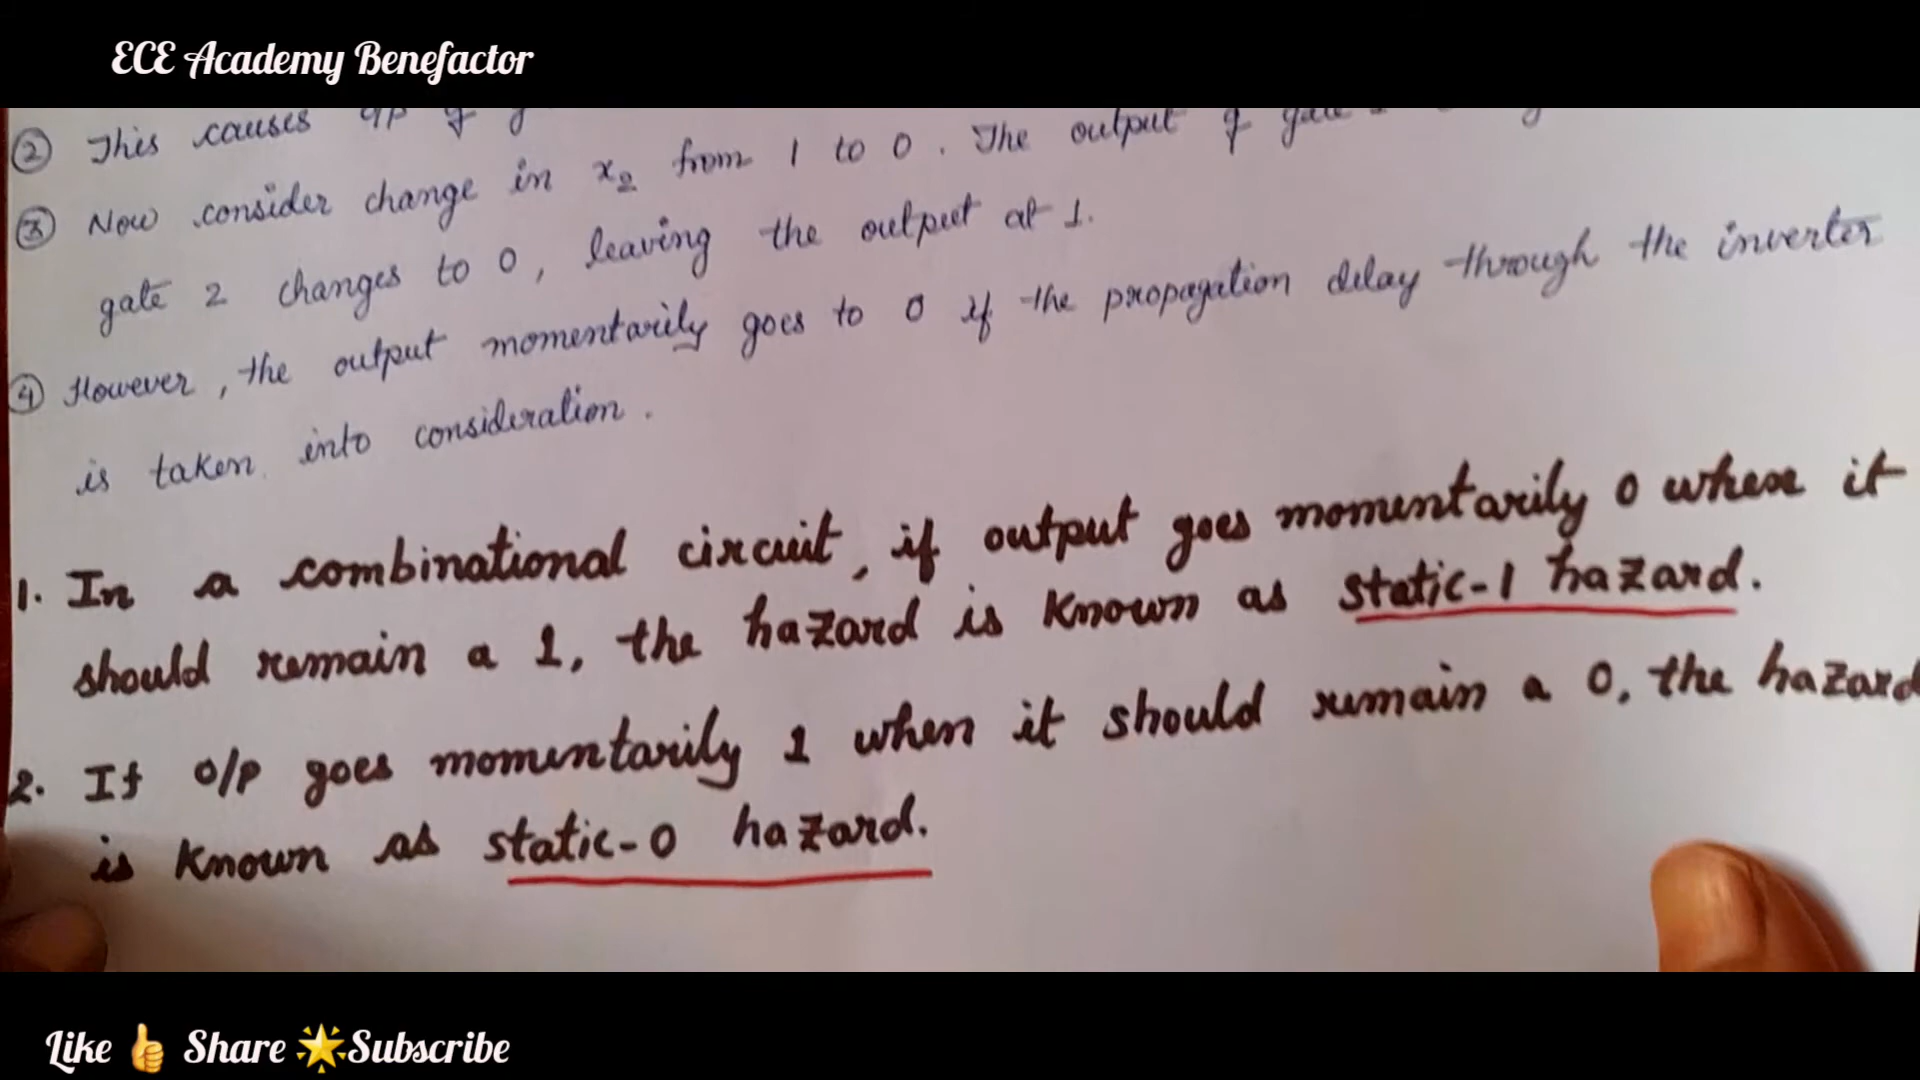 ECE Academy Benefactor
② This causes o/p of g
③ Now consider change in x₂ from 1 to 0. The output of gate
gate 2 changes to 0, leaving the output at 1.
④ However, the output momentarily goes to 0 if the propagation delay through the inverter
is taken into consideration.
1. In a combinational circuit, if output goes momentarily 0 when it
should remain a 1, the hazard is known as static-1 hazard.
2. If o/p goes momentarily 1 when it should remain a 0, the hazard
is known as static-0 hazard.
Like 👍 Share 🌟Subscribe